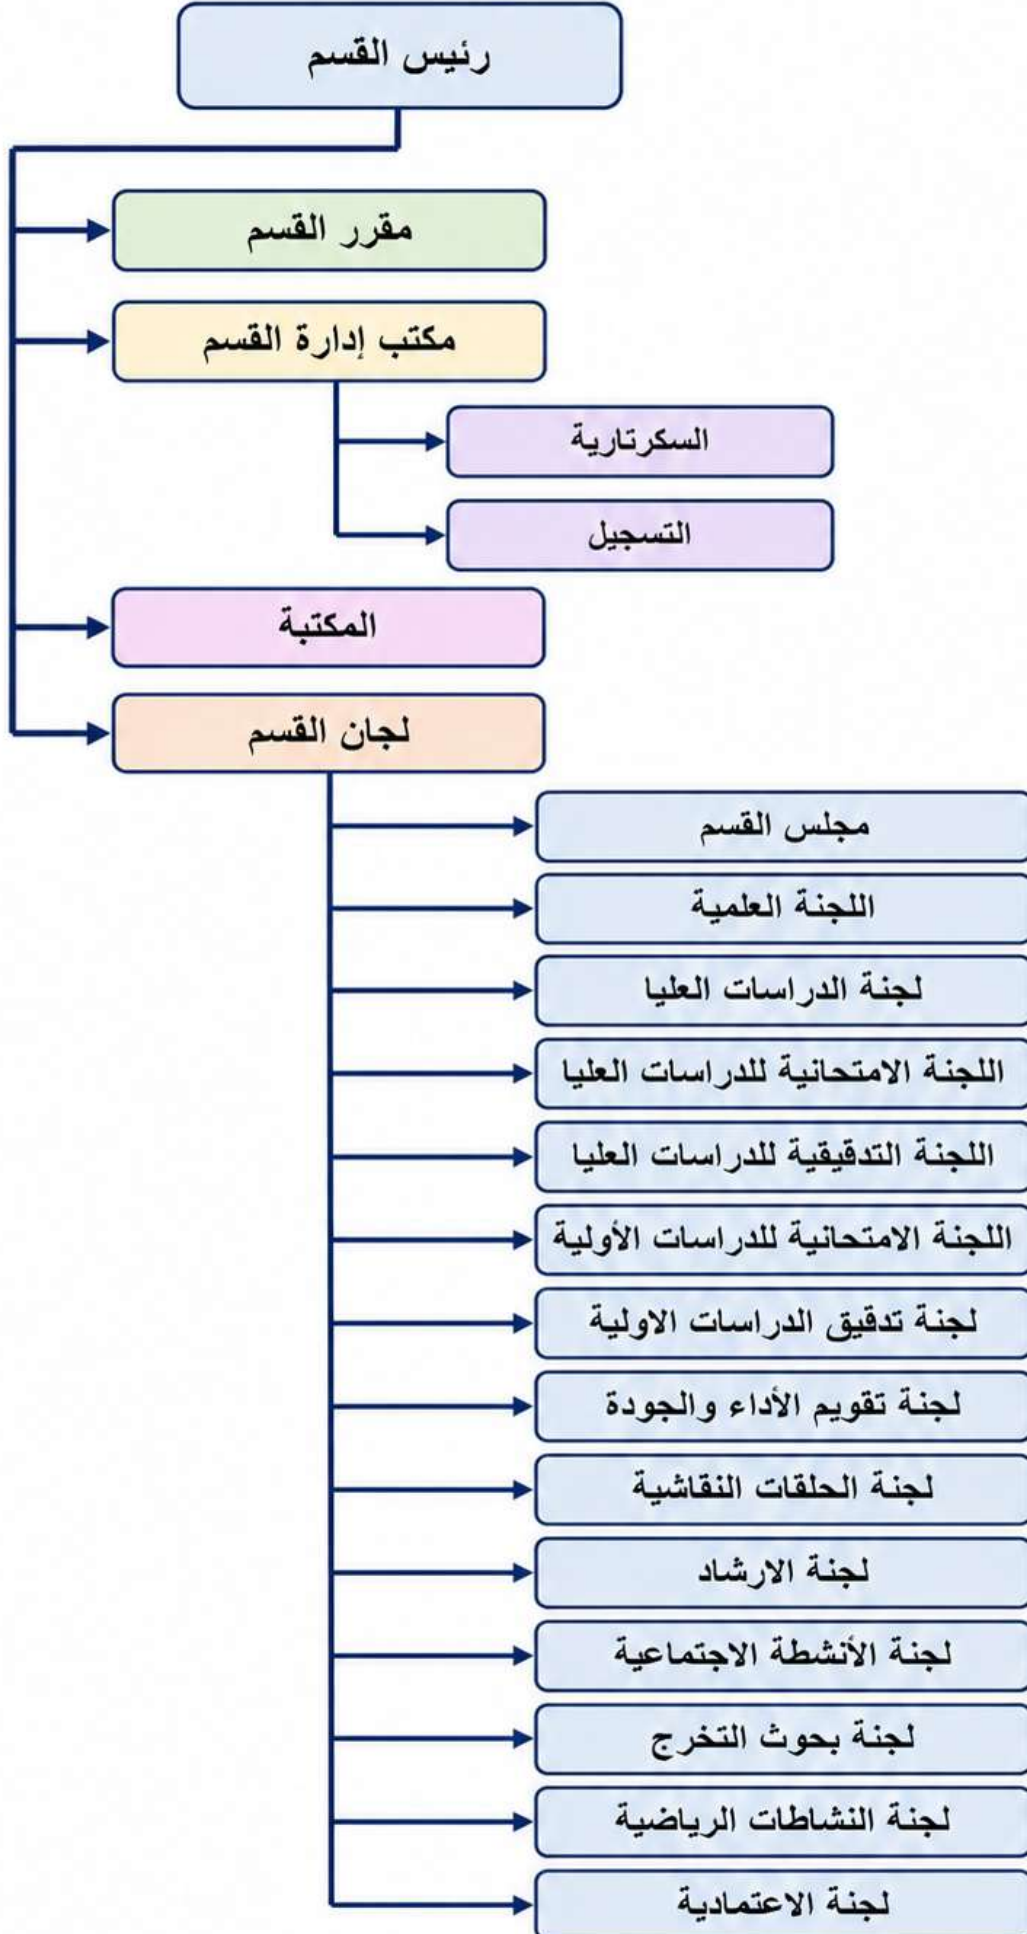 رئيس القسم
مقرر القسم
مكتب إدارة القسم
السكرتارية
التسجيل
المكتبة
لجان القسم
مجلس القسم
اللجنة العلمية
لجنة الدراسات العليا
اللجنة الامتحانية للدراسات العليا
اللجنة التدقيقية للدراسات العليا
اللجنة الامتحانية للدراسات الأولية
لجنة تدقيق الدراسات الاولية
لجنة تقويم الأداء والجودة
لجنة الحلقات النقاشية
لجنة الارشاد
لجنة الأنشطة الاجتماعية
لجنة بحوث التخرج
لجنة النشاطات الرياضية
لجنة الاعتمادية